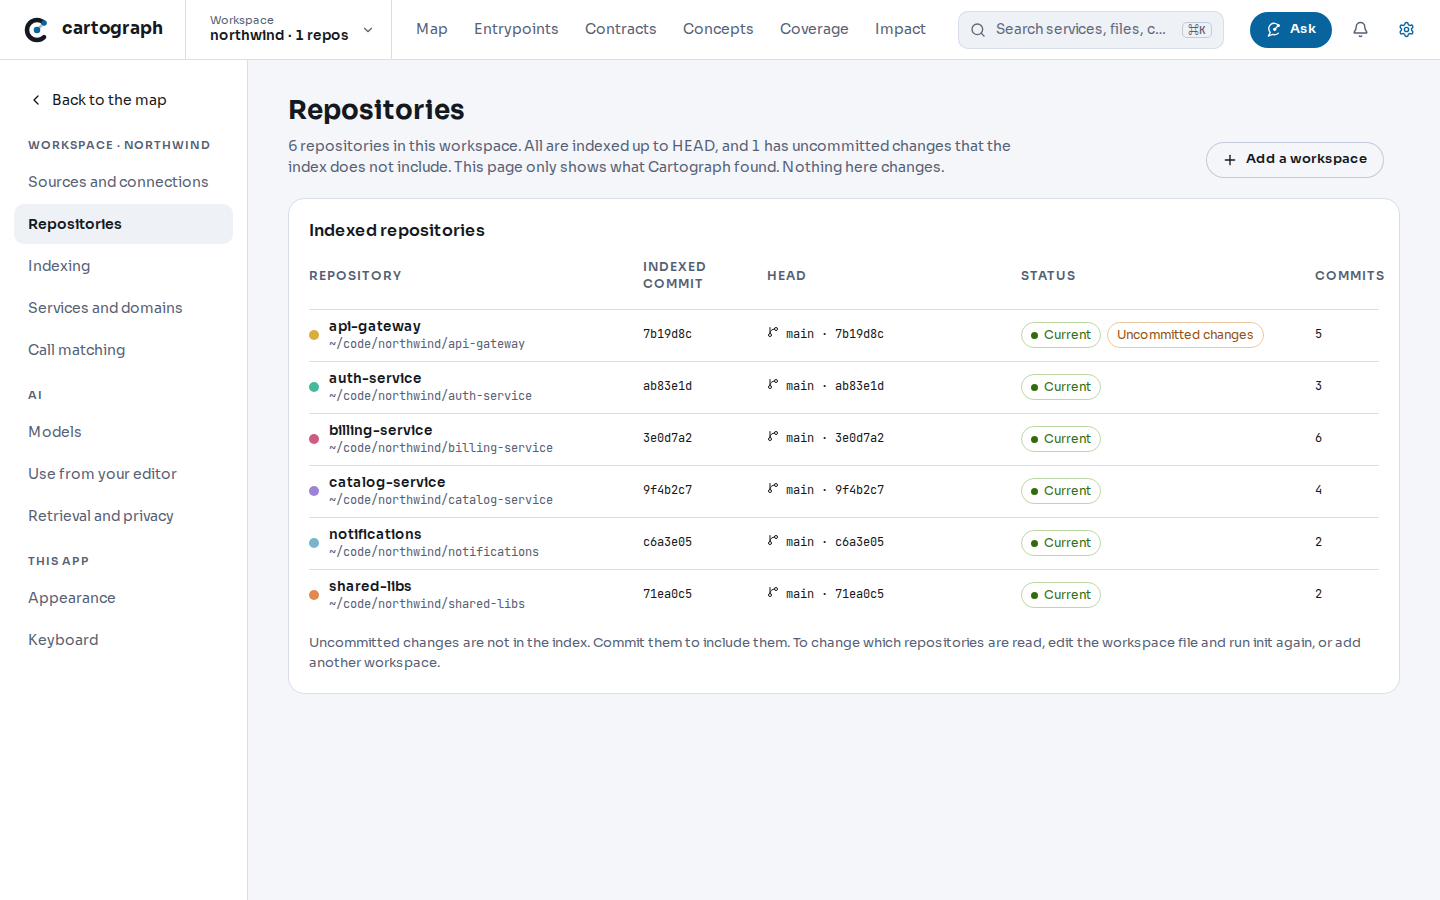 cartograph
Workspace
northwind · 1 repos
Map Entrypoints Contracts Concepts Coverage Impact
Search services, files, c... ⌘K
Ask
Back to the map
WORKSPACE · NORTHWIND
Sources and connections
Repositories
Indexing
Services and domains
Call matching
AI
Models
Use from your editor
Retrieval and privacy
THIS APP
Appearance
Keyboard
Repositories
6 repositories in this workspace. All are indexed up to HEAD, and 1 has uncommitted changes that the
index does not include. This page only shows what Cartograph found. Nothing here changes.
Add a workspace
Indexed repositories
REPOSITORY INDEXED COMMIT HEAD STATUS COMMITS
api-gateway
~/code/northwind/api-gateway
7b19d8c main · 7b19d8c Current Uncommitted changes 5
auth-service
~/code/northwind/auth-service
ab83e1d main · ab83e1d Current 3
billing-service
~/code/northwind/billing-service
3e0d7a2 main · 3e0d7a2 Current 6
catalog-service
~/code/northwind/catalog-service
9f4b2c7 main · 9f4b2c7 Current 4
notifications
~/code/northwind/notifications
c6a3e05 main · c6a3e05 Current 2
shared-libs
~/code/northwind/shared-libs
71ea0c5 main · 71ea0c5 Current 2
Uncommitted changes are not in the index. Commit them to include them. To change which repositories are read, edit the workspace file and run init again, or add
another workspace.